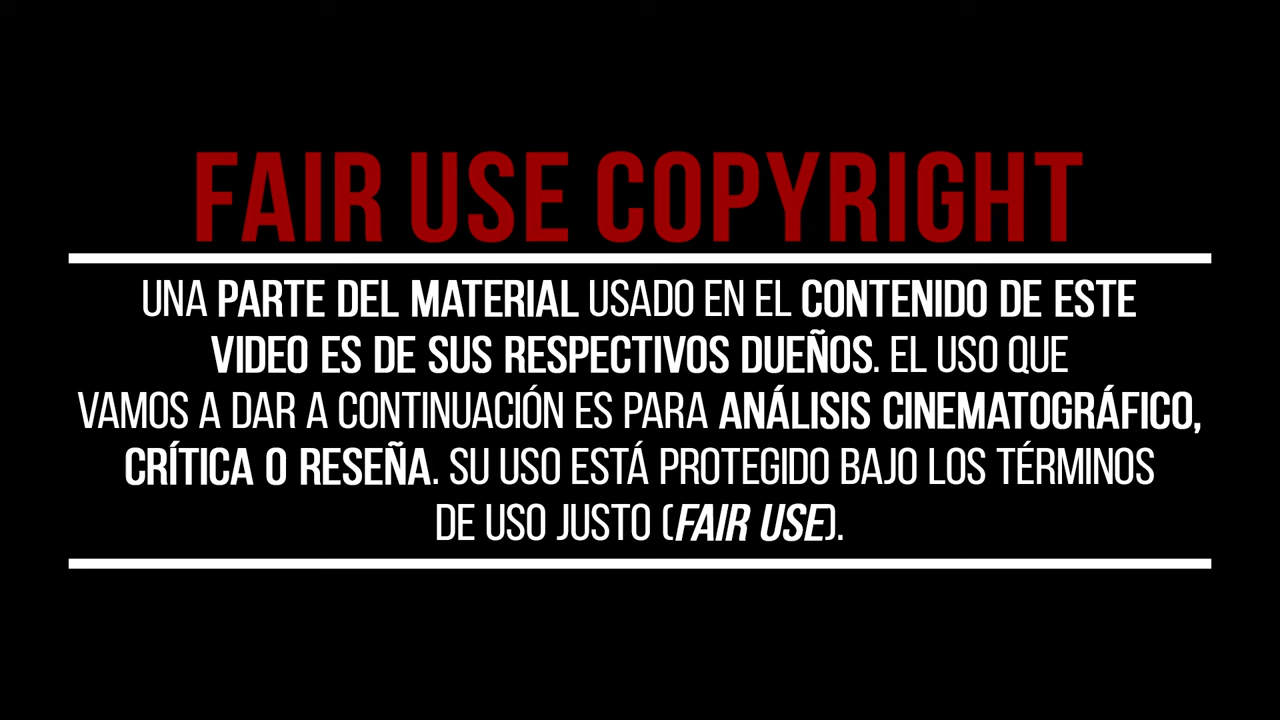 FAIR USE COPYRIGHT
UNA PARTE DEL MATERIAL USADO EN EL CONTENIDO DE ESTE
VIDEO ES DE SUS RESPECTIVOS DUEÑOS. EL USO QUE
VAMOS A DAR A CONTINUACIÓN ES PARA ANÁLISIS CINEMATOGRÁFICO,
CRÍTICA O RESEÑA. SU USO ESTÁ PROTEGIDO BAJO LOS TÉRMINOS
DE USO JUSTO (FAIR USE).